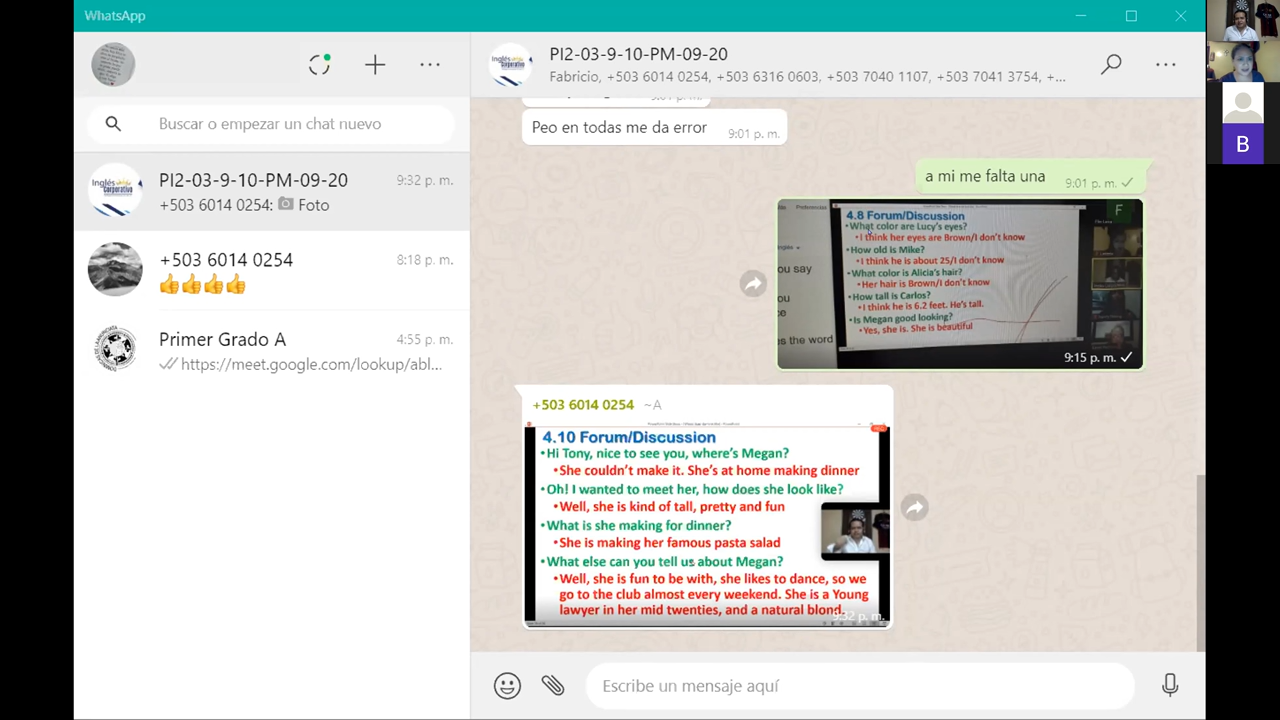 WhatsApp
Buscar o empezar un chat nuevo
PI2-03-9-10-PM-09-20
9:32 p. m.
+503 6014 0254: Foto
+503 6014 0254
8:18 p. m.
Primer Grado A
4:55 p. m.
https://meet.google.com/lookup/abl...
Inglés
Corporativo
PI2-03-9-10-PM-09-20
Fabricio, +503 6014 0254, +503 6316 0603, +503 7040 1107, +503 7041 3754, +...
Peo en todas me da error
9:01 p. m.
a mi me falta una
9:01 p. m.
4.8 Forum/Discussion
•What color are Lucy's eyes?
•I think her eyes are Brown/I don't know
•How old is Mike?
•I think he is about 25/I don't know
•What color is Alicia's hair?
•Her hair is Brown/I don't know
•How tall is Carlos?
•I think he is 6.2 feet. He's tall.
•Is Megan good looking?
•Yes, she is. She is beautiful
ou say
ou
s the word
F
9:15 p. m.
+503 6014 0254 ~A
4.10 Forum/Discussion
•Hi Tony, nice to see you, where's Megan?
•She couldn't make it. She's at home making dinner
•Oh! I wanted to meet her, how does she look like?
•Well, she is kind of tall, pretty and fun
•What is she making for dinner?
•She is making her famous pasta salad
•What else can you tell us about Megan?
•Well, she is fun to be with, she likes to dance, so we
go to the club almost every weekend. She is a Young
lawyer in her mid twenties, and a natural blond.
9:32 p. m.
Escribe un mensaje aquí
B